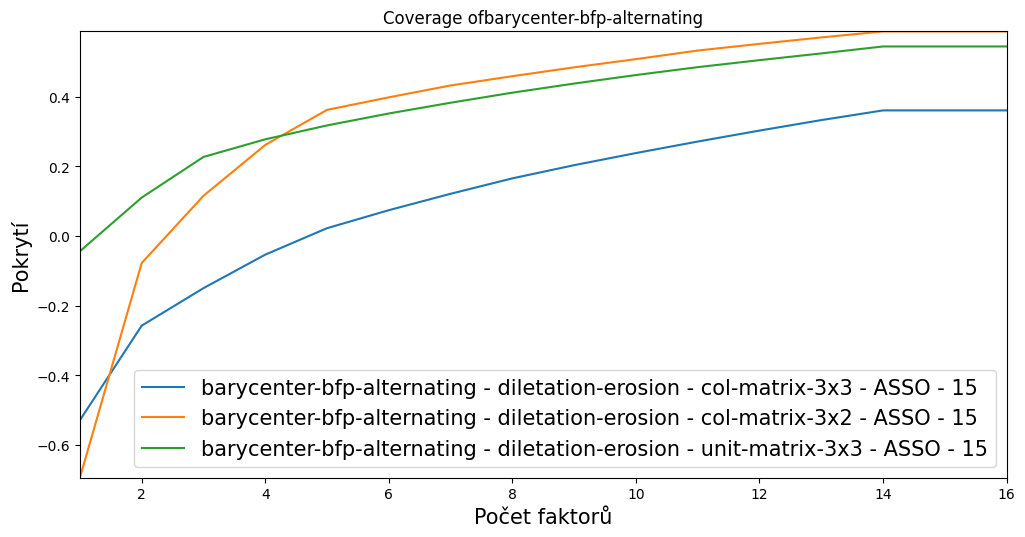 Coverage ofbarycenter-bfp-alternating
Pokrytí
0.4
0.2
0.0
−0.2
−0.4
−0.6
barycenter-bfp-alternating - diletation-erosion - col-matrix-3x3 - ASSO - 15
barycenter-bfp-alternating - diletation-erosion - col-matrix-3x2 - ASSO - 15
barycenter-bfp-alternating - diletation-erosion - unit-matrix-3x3 - ASSO - 15
2 4 6 8 10 12 14 16
Počet faktorů